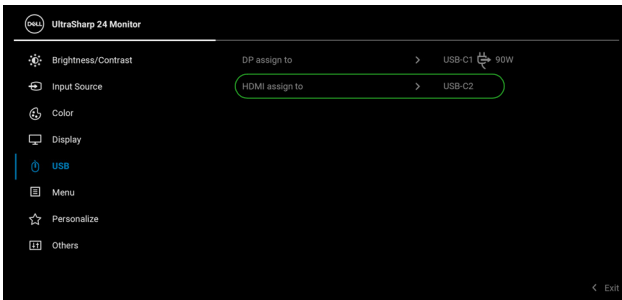 DELL UltraSharp 24 Monitor
Brightness/Contrast DP assign to > USB-C1 90W
Input Source HDMI assign to > USB-C2
Color
Display
USB
Menu
Personalize
Others
< Exit